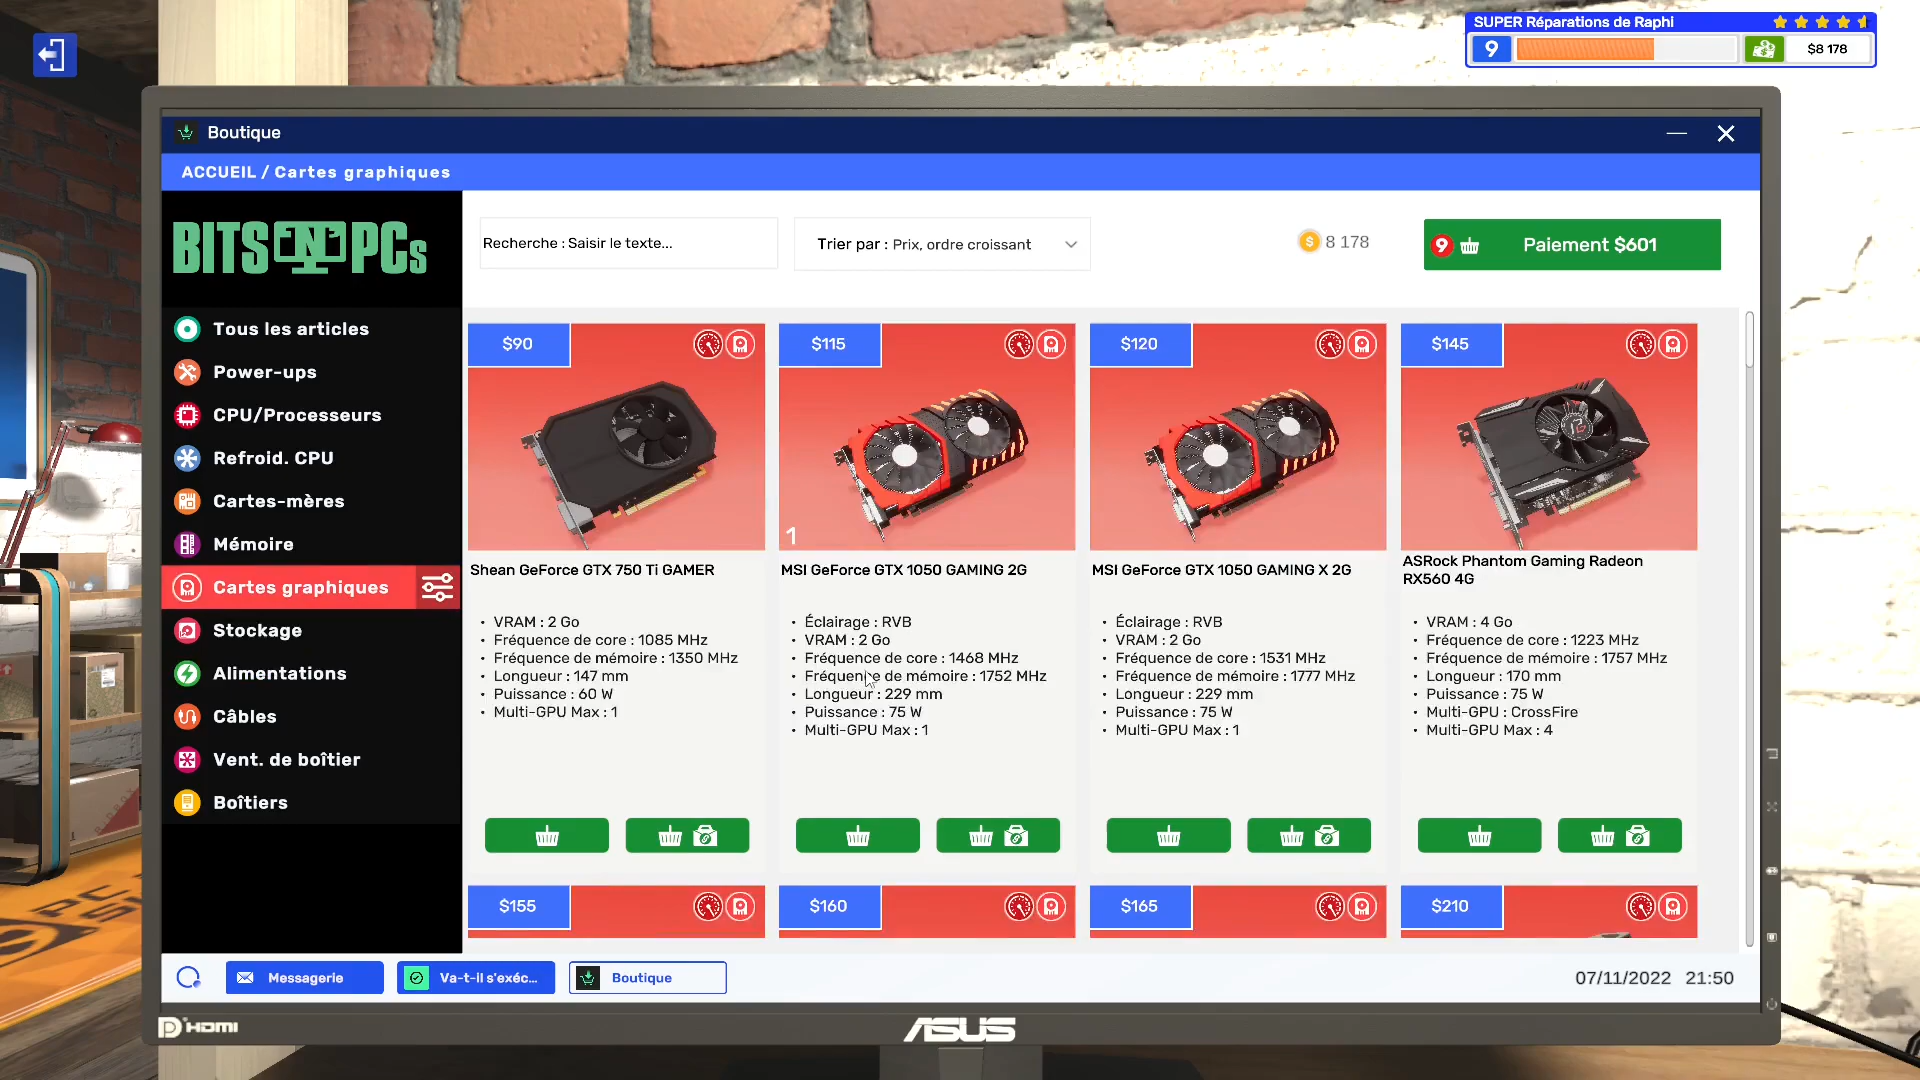 SUPER Réparations de Raphi
9
$8 178
Boutique
ACCUEIL / Cartes graphiques
BITSNPCs
Recherche : Saisir le texte...
Trier par : Prix, ordre croissant
8 178
9
Paiement $601
Tous les articles
Power-ups
CPU/Processeurs
Refroid. CPU
Cartes-mères
Mémoire
Cartes graphiques
Stockage
Alimentations
Câbles
Vent. de boîtier
Boîtiers
$90
Shean GeForce GTX 750 Ti GAMER
• VRAM : 2 Go
• Fréquence de core : 1085 MHz
• Fréquence de mémoire : 1350 MHz
• Longueur : 147 mm
• Puissance : 60 W
• Multi-GPU Max : 1
$115
1
MSI GeForce GTX 1050 GAMING 2G
• Éclairage : RVB
• VRAM : 2 Go
• Fréquence de core : 1468 MHz
• Fréquence de mémoire : 1752 MHz
• Longueur : 229 mm
• Puissance : 75 W
• Multi-GPU Max : 1
$120
MSI GeForce GTX 1050 GAMING X 2G
• Éclairage : RVB
• VRAM : 2 Go
• Fréquence de core : 1531 MHz
• Fréquence de mémoire : 1777 MHz
• Longueur : 229 mm
• Puissance : 75 W
• Multi-GPU Max : 1
$145
ASRock Phantom Gaming Radeon
RX560 4G
• VRAM : 4 Go
• Fréquence de core : 1223 MHz
• Fréquence de mémoire : 1757 MHz
• Longueur : 170 mm
• Puissance : 75 W
• Multi-GPU : CrossFire
• Multi-GPU Max : 4
$155
$160
$165
$210
Messagerie
Va-t-il s'exéc...
Boutique
07/11/2022 21:50
HDMI
ASUS